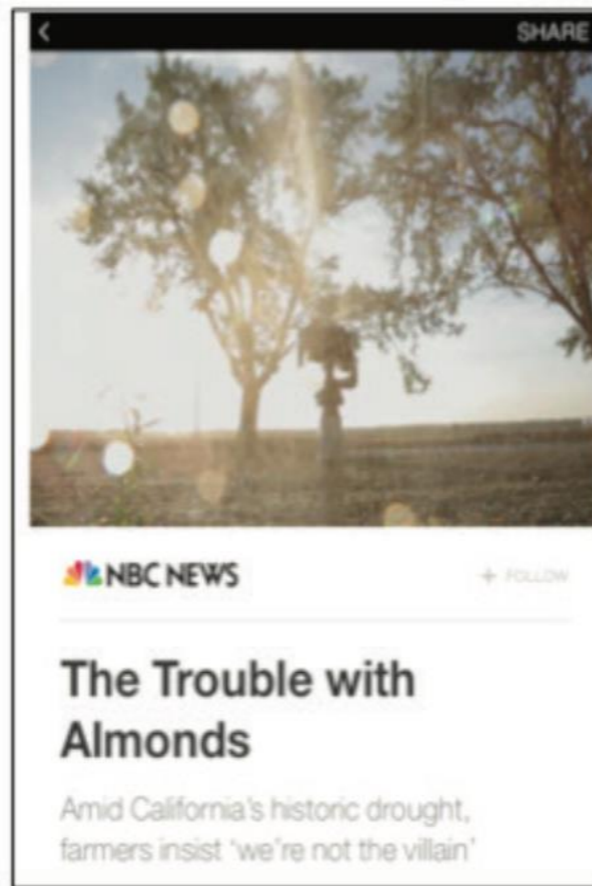 SHARE
NBC NEWS
+ FOLLOW
The Trouble with
Almonds
Amid California's historic drought,
farmers insist 'we're not the villain'